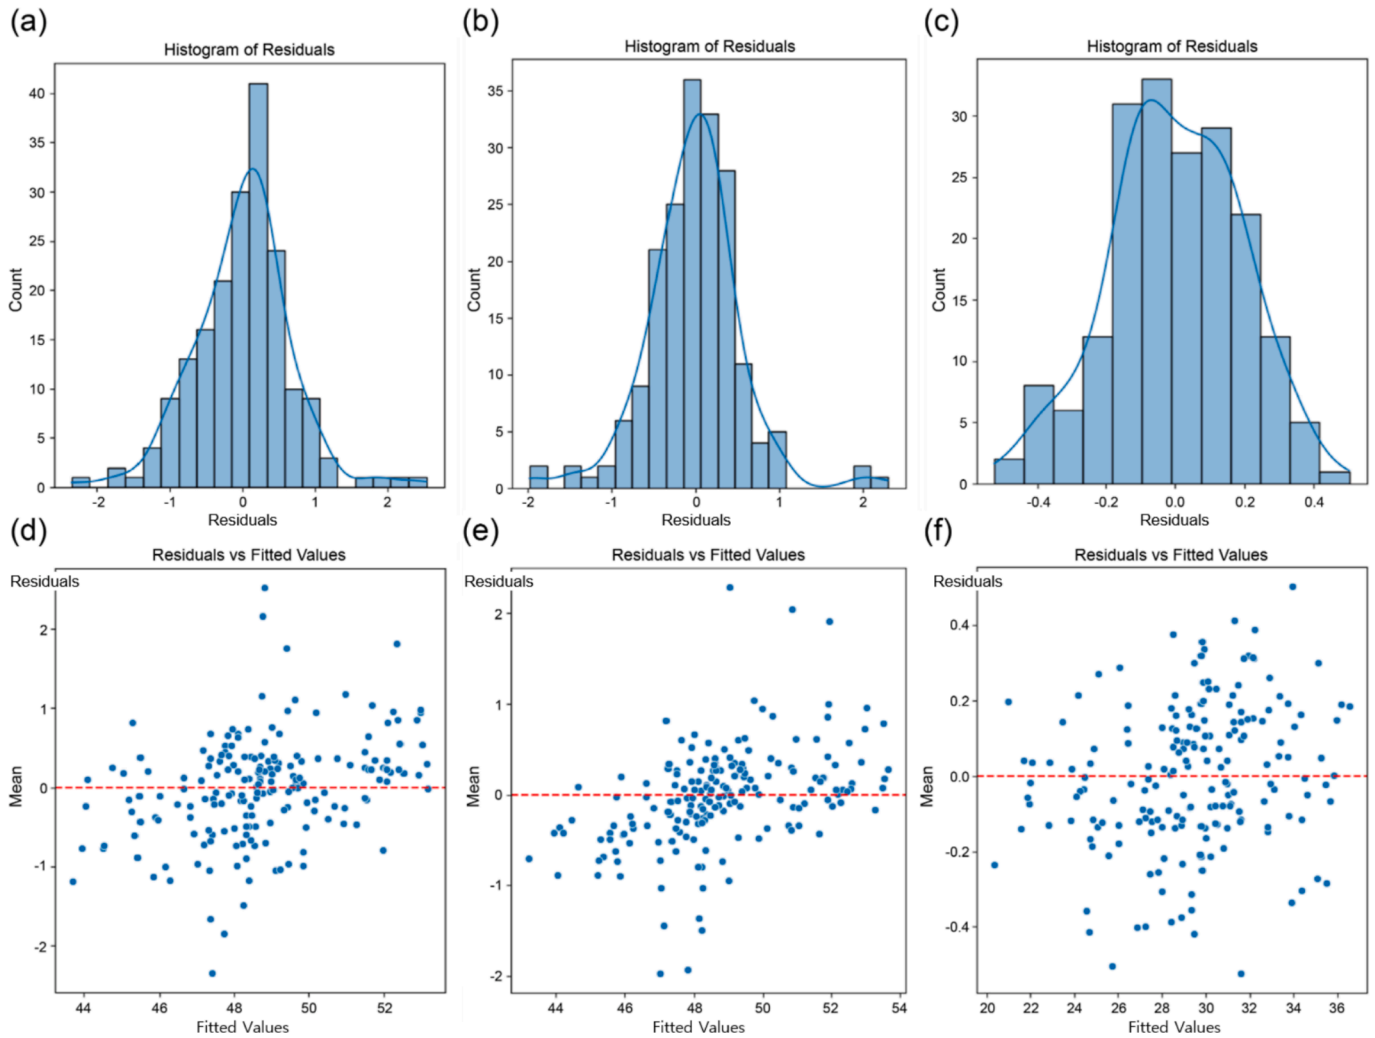 (a)
Histogram of Residuals
40
35
30
25
20
15
10
5
0
Count
-2
-1
0
1
2
Residuals
(b)
Histogram of Residuals
35
30
25
20
15
10
5
0
Count
-2
-1
0
1
2
Residuals
(c)
Histogram of Residuals
30
25
20
15
10
5
0
Count
-0.4
-0.2
0.0
0.2
0.4
Residuals
(d)
Residuals vs Fitted Values
Residuals
2
1
0
-1
-2
Mean
44
46
48
50
52
Fitted Values
(e)
Residuals vs Fitted Values
Residuals
2
1
0
-1
-2
Mean
44
46
48
50
52
54
Fitted Values
(f)
Residuals vs Fitted Values
Residuals
0.4
0.2
0.0
-0.2
-0.4
Mean
20
22
24
26
28
30
32
34
36
Fitted Values